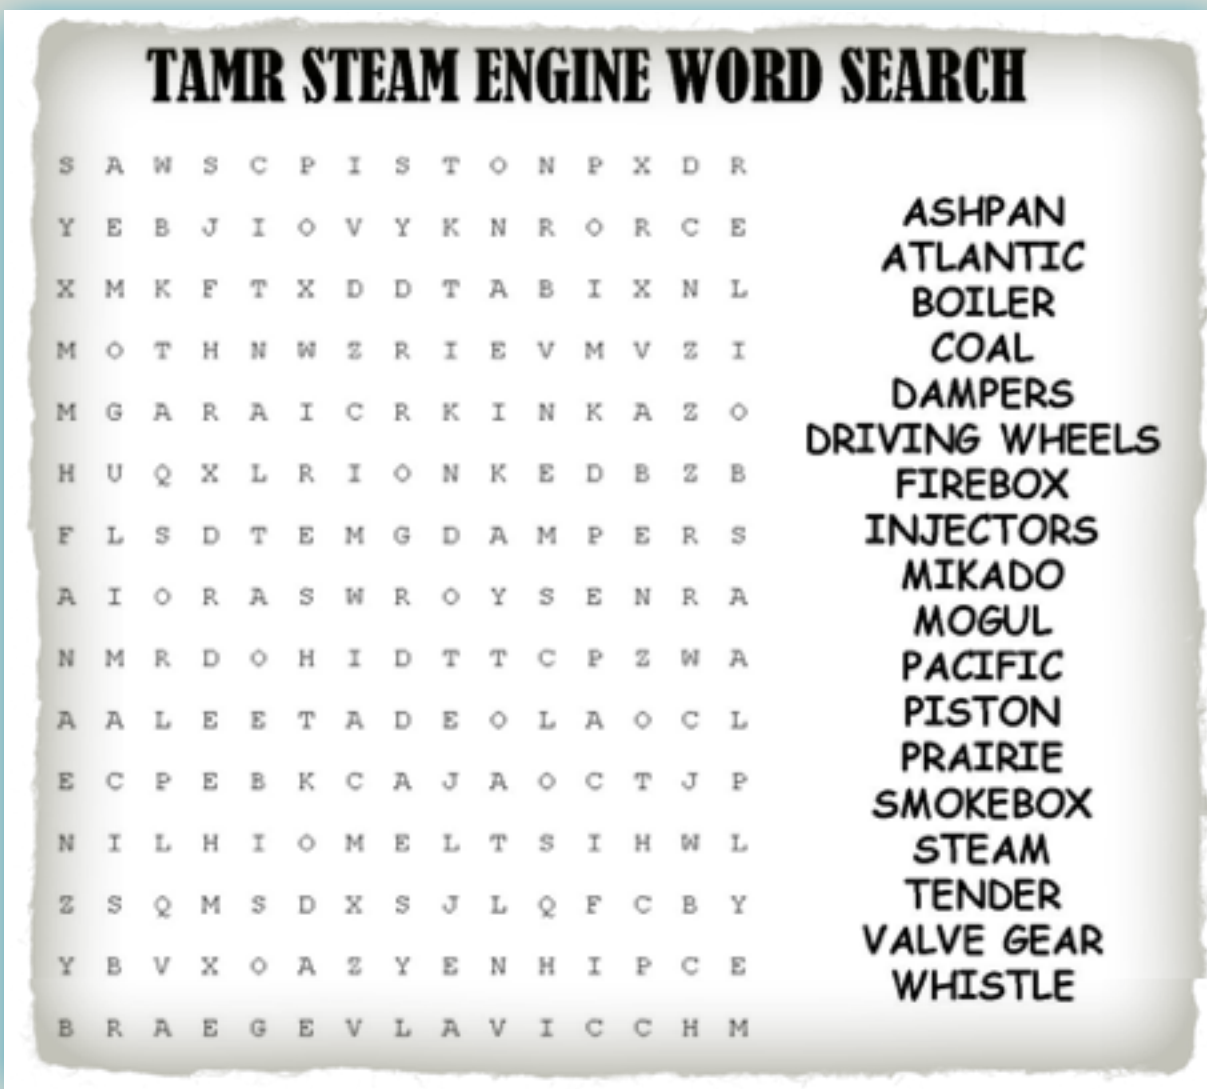 TAMR STEAM ENGINE WORD SEARCH
S A W S C P I S T O N P X D R
Y E B J I O V Y K N R O R C E
X M K F T X D D T A B I X N L
M O T H N W Z R I E V M V Z I
M G A R A I C R K I N K A Z O
H U Q X L R I O N K E D B Z B
F L S D T E M G D A M P E R S
A I O R A S W R O Y S E N R A
N M R D O H I D T T C P Z W A
A A L E E T A D E O L A O C L
E C P E B K C A J A O C T J P
N I L H I O M E L T S I H W L
Z S Q M S D X S J L Q F C B Y
Y B V X O A Z Y E N H I P C E
B R A E G E V L A V I C C H M
ASHPAN
ATLANTIC
BOILER
COAL
DAMPERS
DRIVING WHEELS
FIREBOX
INJECTORS
MIKADO
MOGUL
PACIFIC
PISTON
PRAIRIE
SMOKEBOX
STEAM
TENDER
VALVE GEAR
WHISTLE